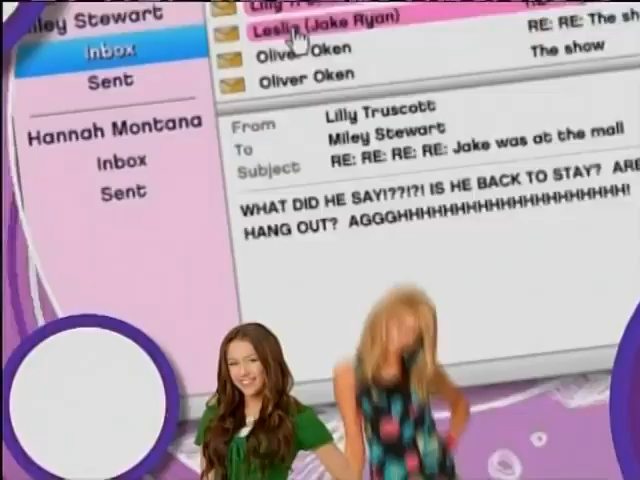 Miley Stewart
Inbox
Sent
Hannah Montana
Inbox
Sent
Lilly
Leslie (Jake Ryan) RE: RE: The sh
Oliver Oken The show
Oliver Oken
From Lilly Truscott
To Miley Stewart
Subject RE: RE: RE: RE: Jake was at the mall
WHAT DID HE SAY!??!?! IS HE BACK TO STAY? ARE
HANG OUT? AGGGHHHHHHHHHHHHHHHHHHHHH!